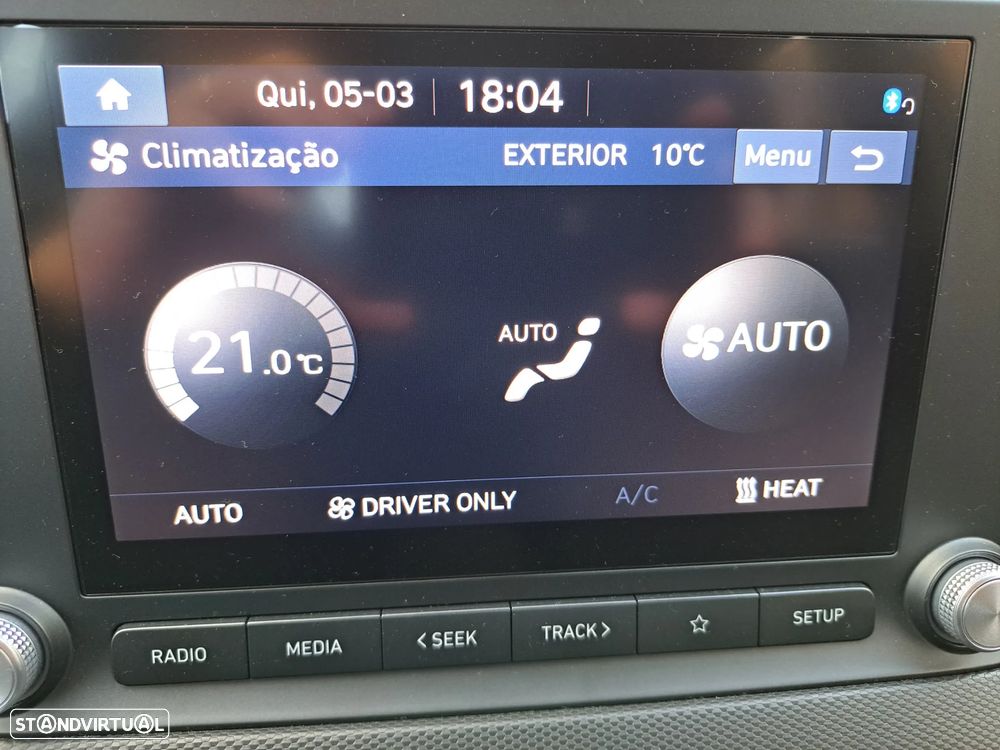 Qui, 05-03 18:04
Climatização EXTERIOR 10°C Menu
21.0°C AUTO AUTO
AUTO DRIVER ONLY A/C HEAT
RADIO MEDIA < SEEK TRACK > SETUP
STANDVIRTUAL